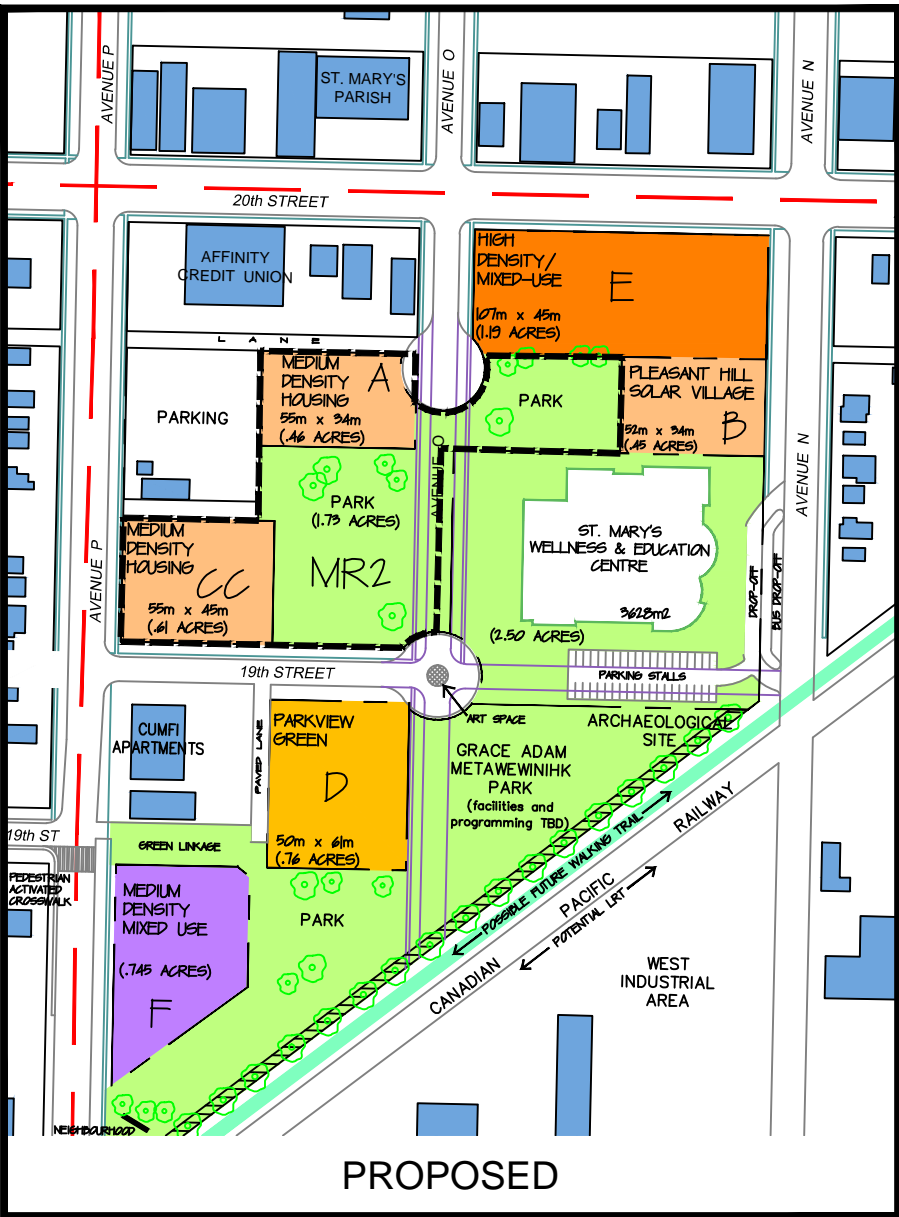 AVENUE P
AVENUE O
AVENUE N
ST. MARY'S
PARISH
20th STREET
AFFINITY
CREDIT UNION
HIGH
DENSITY/
MIXED-USE
E
107m x 45m
(1.19 ACRES)
LANE
MEDIUM
DENSITY
HOUSING
A
55m x 34m
(.46 ACRES)
PARK
PLEASANT HILL
SOLAR VILLAGE
52m x 34m
(.45 ACRES)
B
PARKING
AVENUE O
AVENUE N
PARK
(1.73 ACRES)
MR2
ST. MARY'S
WELLNESS & EDUCATION
CENTRE
3628m2
(2.50 ACRES)
DROP-OFF
BUS DROP-OFF
AVENUE P
MEDIUM
DENSITY
HOUSING
CC
55m x 45m
(.61 ACRES)
19th STREET
PARKING STALLS
ART SPACE
ARCHAEOLOGICAL
SITE
CUMFI
APARTMENTS
PAVED LANE
PARKVIEW
GREEN
D
50m x 61m
(.76 ACRES)
GRACE ADAM
METAWEWINIHK
PARK
(facilities and
programming TBD)
19th ST
GREEN LINKAGE
PEDESTRIAN
ACTIVATED
CROSSWALK
MEDIUM
DENSITY
MIXED USE
(.745 ACRES)
F
PARK
POSSIBLE FUTURE WALKING TRAIL
CANADIAN PACIFIC RAILWAY
POTENTIAL LRT
WEST
INDUSTRIAL
AREA
NEIGHBOURHOOD
PROPOSED